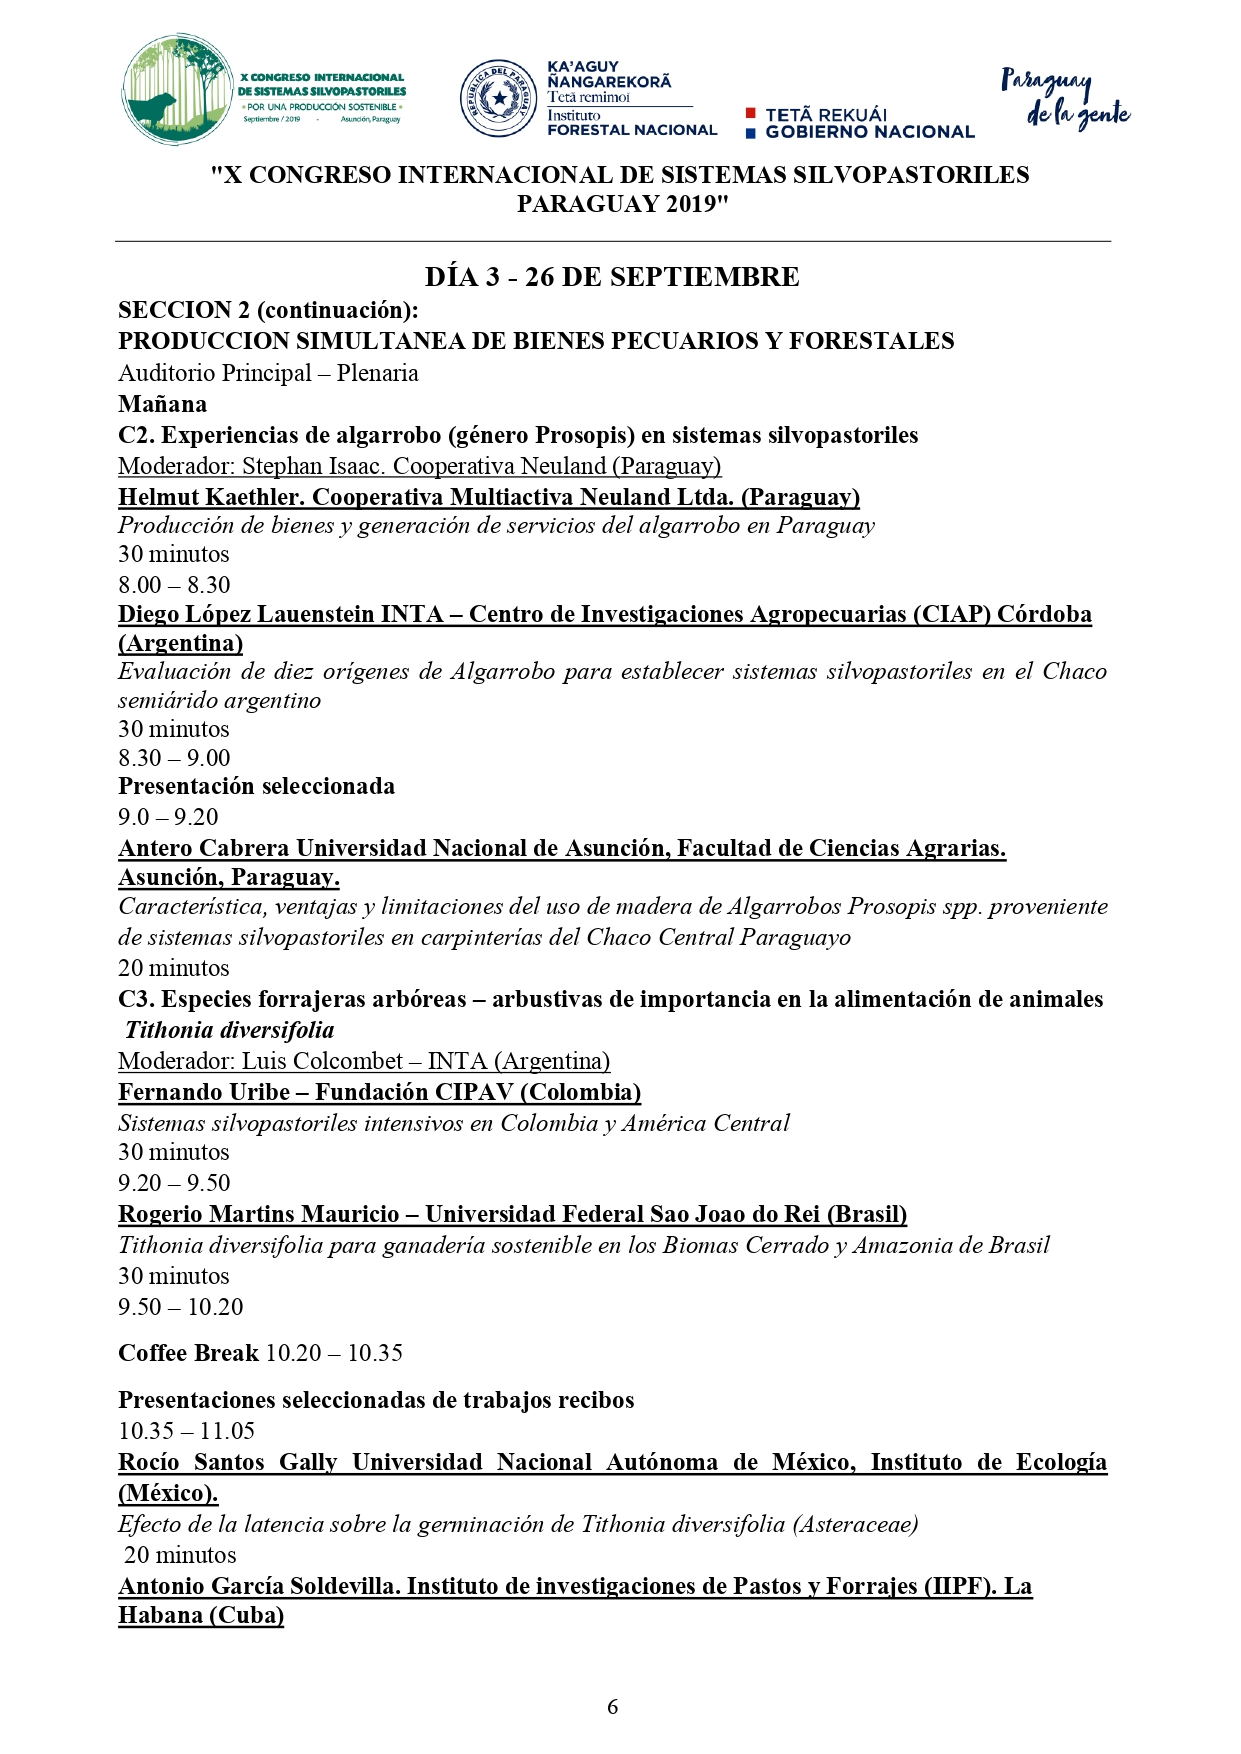 X CONGRESO INTERNACIONAL
DE SISTEMAS SILVOPASTORILES
• POR UNA PRODUCCIÓN SOSTENIBLE •
Septiembre / 2019 - Asunción, Paraguay
REPUBLICA DEL PARAGUAY
KA'AGUY
ÑANGAREKORÃ
Tetã remimoĩ
Instituto
FORESTAL NACIONAL
TETÃ REKUÁI
GOBIERNO NACIONAL
Paraguay
de la gente
"X CONGRESO INTERNACIONAL DE SISTEMAS SILVOPASTORILES
PARAGUAY 2019"
DÍA 3 - 26 DE SEPTIEMBRE
SECCION 2 (continuación):
PRODUCCION SIMULTANEA DE BIENES PECUARIOS Y FORESTALES
Auditorio Principal – Plenaria
Mañana
C2. Experiencias de algarrobo (género Prosopis) en sistemas silvopastoriles
Moderador: Stephan Isaac. Cooperativa Neuland (Paraguay)
Helmut Kaethler. Cooperativa Multiactiva Neuland Ltda. (Paraguay)
Producción de bienes y generación de servicios del algarrobo en Paraguay
30 minutos
8.00 – 8.30
Diego López Lauenstein INTA – Centro de Investigaciones Agropecuarias (CIAP) Córdoba
(Argentina)
Evaluación de diez orígenes de Algarrobo para establecer sistemas silvopastoriles en el Chaco
semiárido argentino
30 minutos
8.30 – 9.00
Presentación seleccionada
9.0 – 9.20
Antero Cabrera Universidad Nacional de Asunción, Facultad de Ciencias Agrarias.
Asunción, Paraguay.
Característica, ventajas y limitaciones del uso de madera de Algarrobos Prosopis spp. proveniente
de sistemas silvopastoriles en carpinterías del Chaco Central Paraguayo
20 minutos
C3. Especies forrajeras arbóreas – arbustivas de importancia en la alimentación de animales
Tithonia diversifolia
Moderador: Luis Colcombet – INTA (Argentina)
Fernando Uribe – Fundación CIPAV (Colombia)
Sistemas silvopastoriles intensivos en Colombia y América Central
30 minutos
9.20 – 9.50
Rogerio Martins Mauricio – Universidad Federal Sao Joao do Rei (Brasil)
Tithonia diversifolia para ganadería sostenible en los Biomas Cerrado y Amazonia de Brasil
30 minutos
9.50 – 10.20
Coffee Break 10.20 – 10.35
Presentaciones seleccionadas de trabajos recibos
10.35 – 11.05
Rocío Santos Gally Universidad Nacional Autónoma de México, Instituto de Ecología
(México).
Efecto de la latencia sobre la germinación de Tithonia diversifolia (Asteraceae)
20 minutos
Antonio García Soldevilla. Instituto de investigaciones de Pastos y Forrajes (IIPF). La
Habana (Cuba)
6